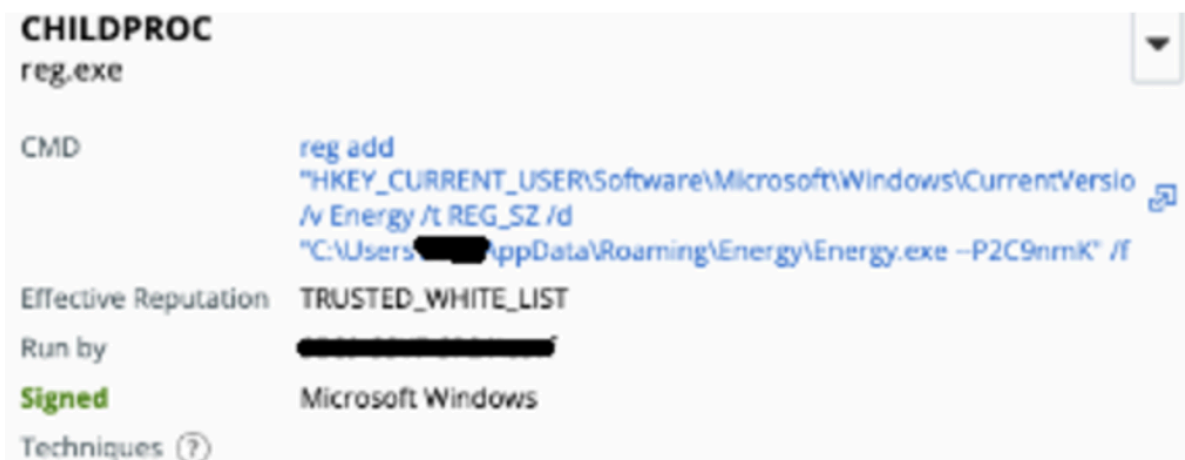 CHILDPROC
reg.exe
CMD
reg add
"HKEY_CURRENT_USER\Software\Microsoft\Windows\CurrentVersio
/v Energy /t REG_SZ /d
"C:\Users \ppData\Roaming\Energy\Energy.exe --P2C9nmK" /f
Effective Reputation TRUSTED_WHITE_LIST
Run by
Signed Microsoft Windows
Techniques ?